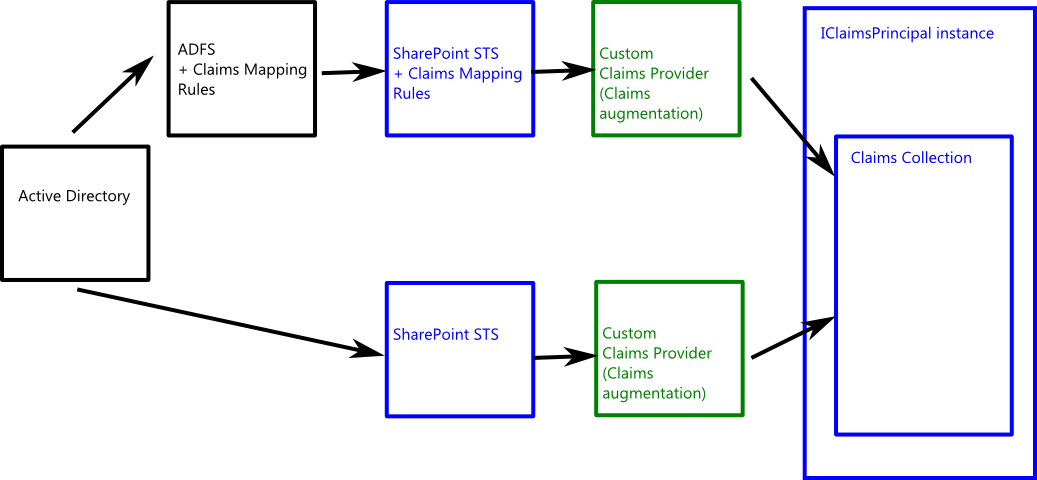 ADFS
+ Claims Mapping
Rules
SharePoint STS
+ Claims Mapping
Rules
Custom
Claims Provider
(Claims
augmentation)
IClaimsPrincipal instance
Claims Collection
Active Directory
SharePoint STS
Custom
Claims Provider
(Claims
augmentation)